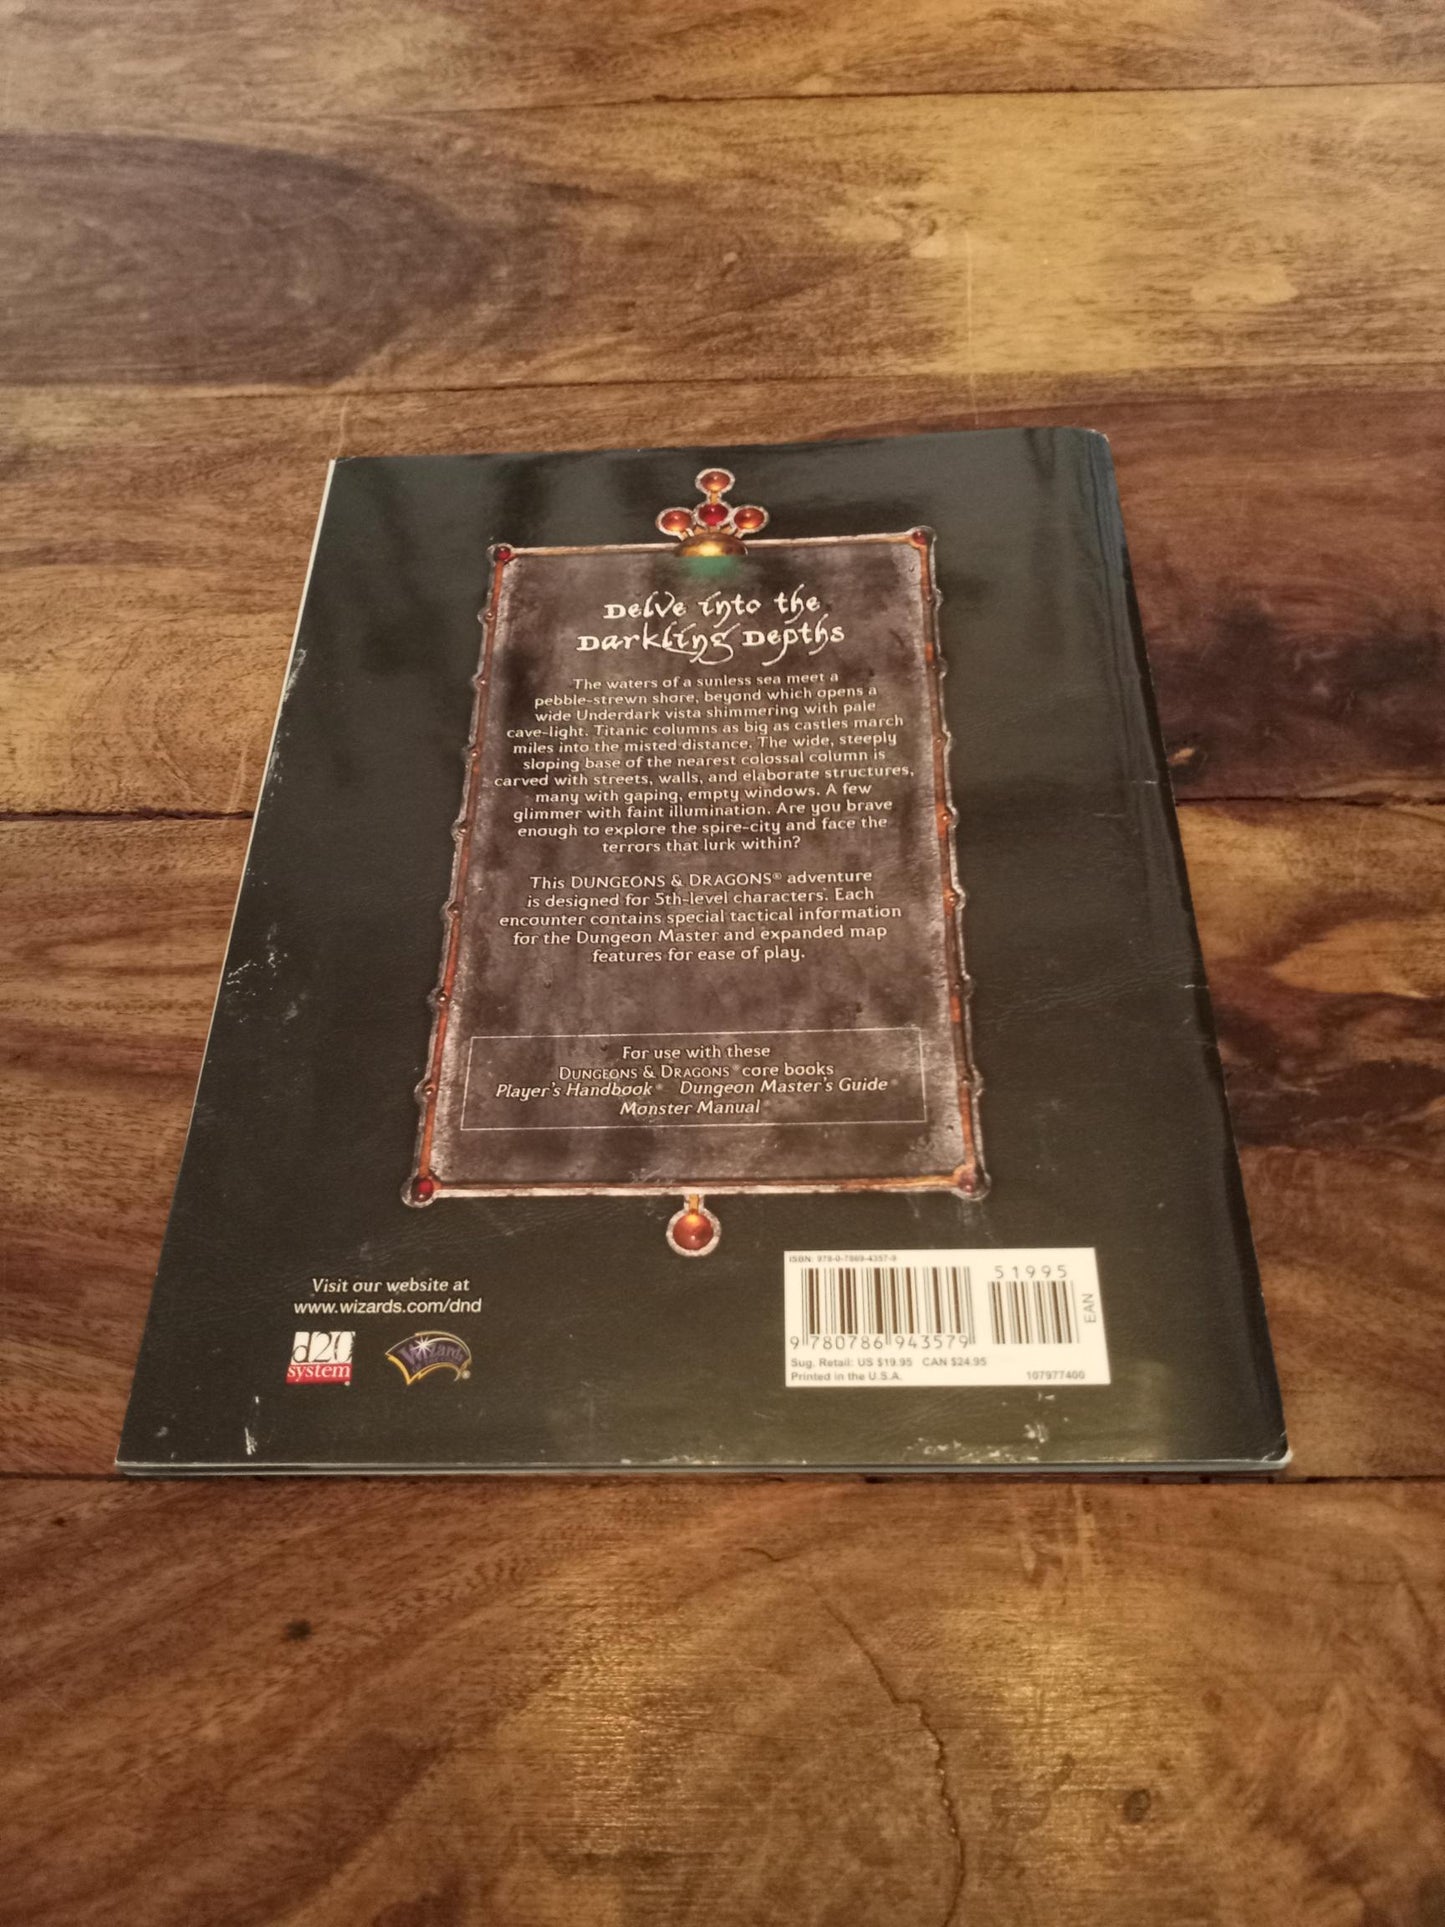 Delve into the
Darkling Depths
The waters of a sunless sea meet a
pebble-strewn shore, beyond which opens a
wide Underdark vista shimmering with pale
cave-light. Titanic columns as big as castles march
miles into the misted distance. The wide, steeply
sloping base of the nearest colossal column is
carved with streets, walls, and elaborate structures,
many with gaping, empty windows. A few
glimmer with faint illumination. Are you brave
enough to explore the spire-city and face the
terrors that lurk within?
This DUNGEONS & DRAGONS® adventure
is designed for 5th-level characters. Each
encounter contains special tactical information
for the Dungeon Master and expanded map
features for ease of play.
For use with these
DUNGEONS & DRAGONS® core books
Player's Handbook® Dungeon Master's Guide®
Monster Manual®
Visit our website at
www.wizards.com/dnd
d20
system®
Wizards
®
ISBN: 978-0-7869-4357-9
51995
EAN
9 780786 943579
Sug. Retail: US $19.95 CAN $24.95
Printed in the U.S.A. 107977400